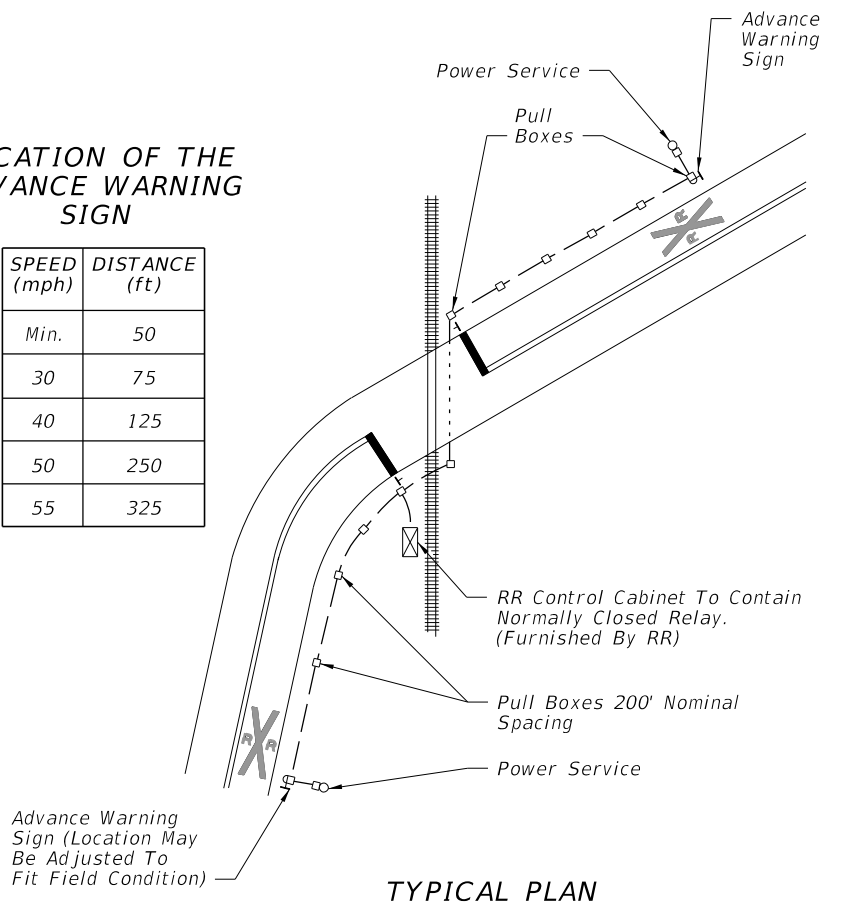 Advance
Warning
Sign
Power Service
Pull
Boxes
CATION OF THE
VANCE WARNING
SIGN
SPEED DISTANCE
(mph) (ft)
Min. 50
30 75
40 125
50 250
55 325
R
R
RR Control Cabinet To Contain
Normally Closed Relay.
(Furnished By RR)
Pull Boxes 200' Nominal
Spacing
R R
Power Service
Advance Warning
Sign (Location May
Be Adjusted To
Fit Field Condition)
TYPICAL PLAN